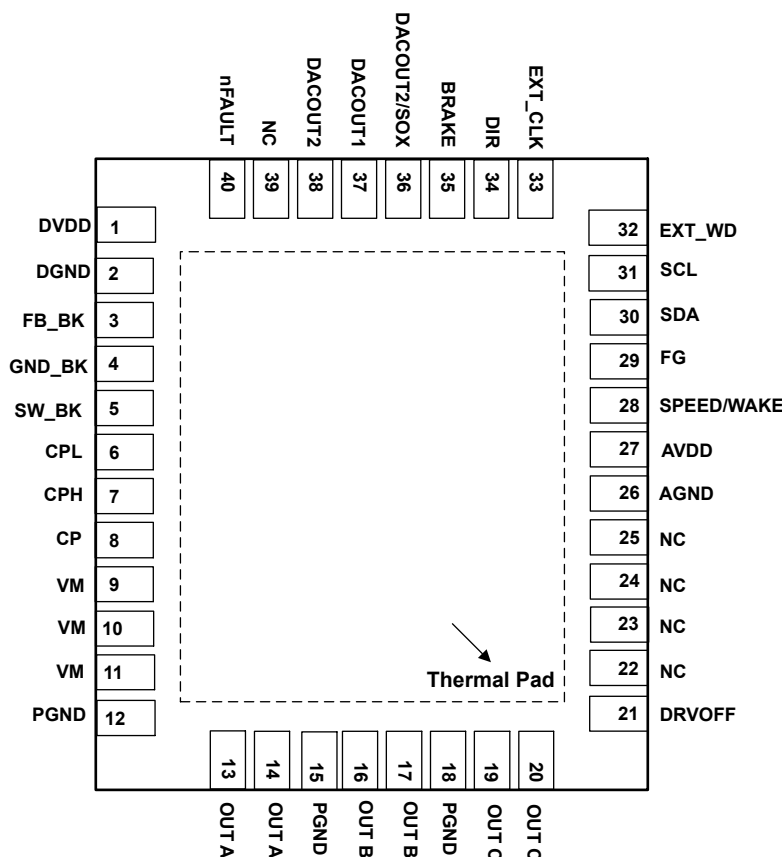 nFAULT
NC
DACOUT2
DACOUT1
DACOUT2/SOX
BRAKE
DIR
EXT_CLK
40
39
38
37
36
35
34
33
DVDD 1
DGND 2
FB_BK 3
GND_BK 4
SW_BK 5
CPL 6
CPH 7
CP 8
VM 9
VM 10
VM 11
PGND 12
32 EXT_WD
31 SCL
30 SDA
29 FG
28 SPEED/WAKE
27 AVDD
26 AGND
25 NC
24 NC
23 NC
22 NC
21 DRVOFF
Thermal Pad
13
14
15
16
17
18
19
20
OUT A
OUT A
PGND
OUT B
OUT B
PGND
OUT C
OUT C